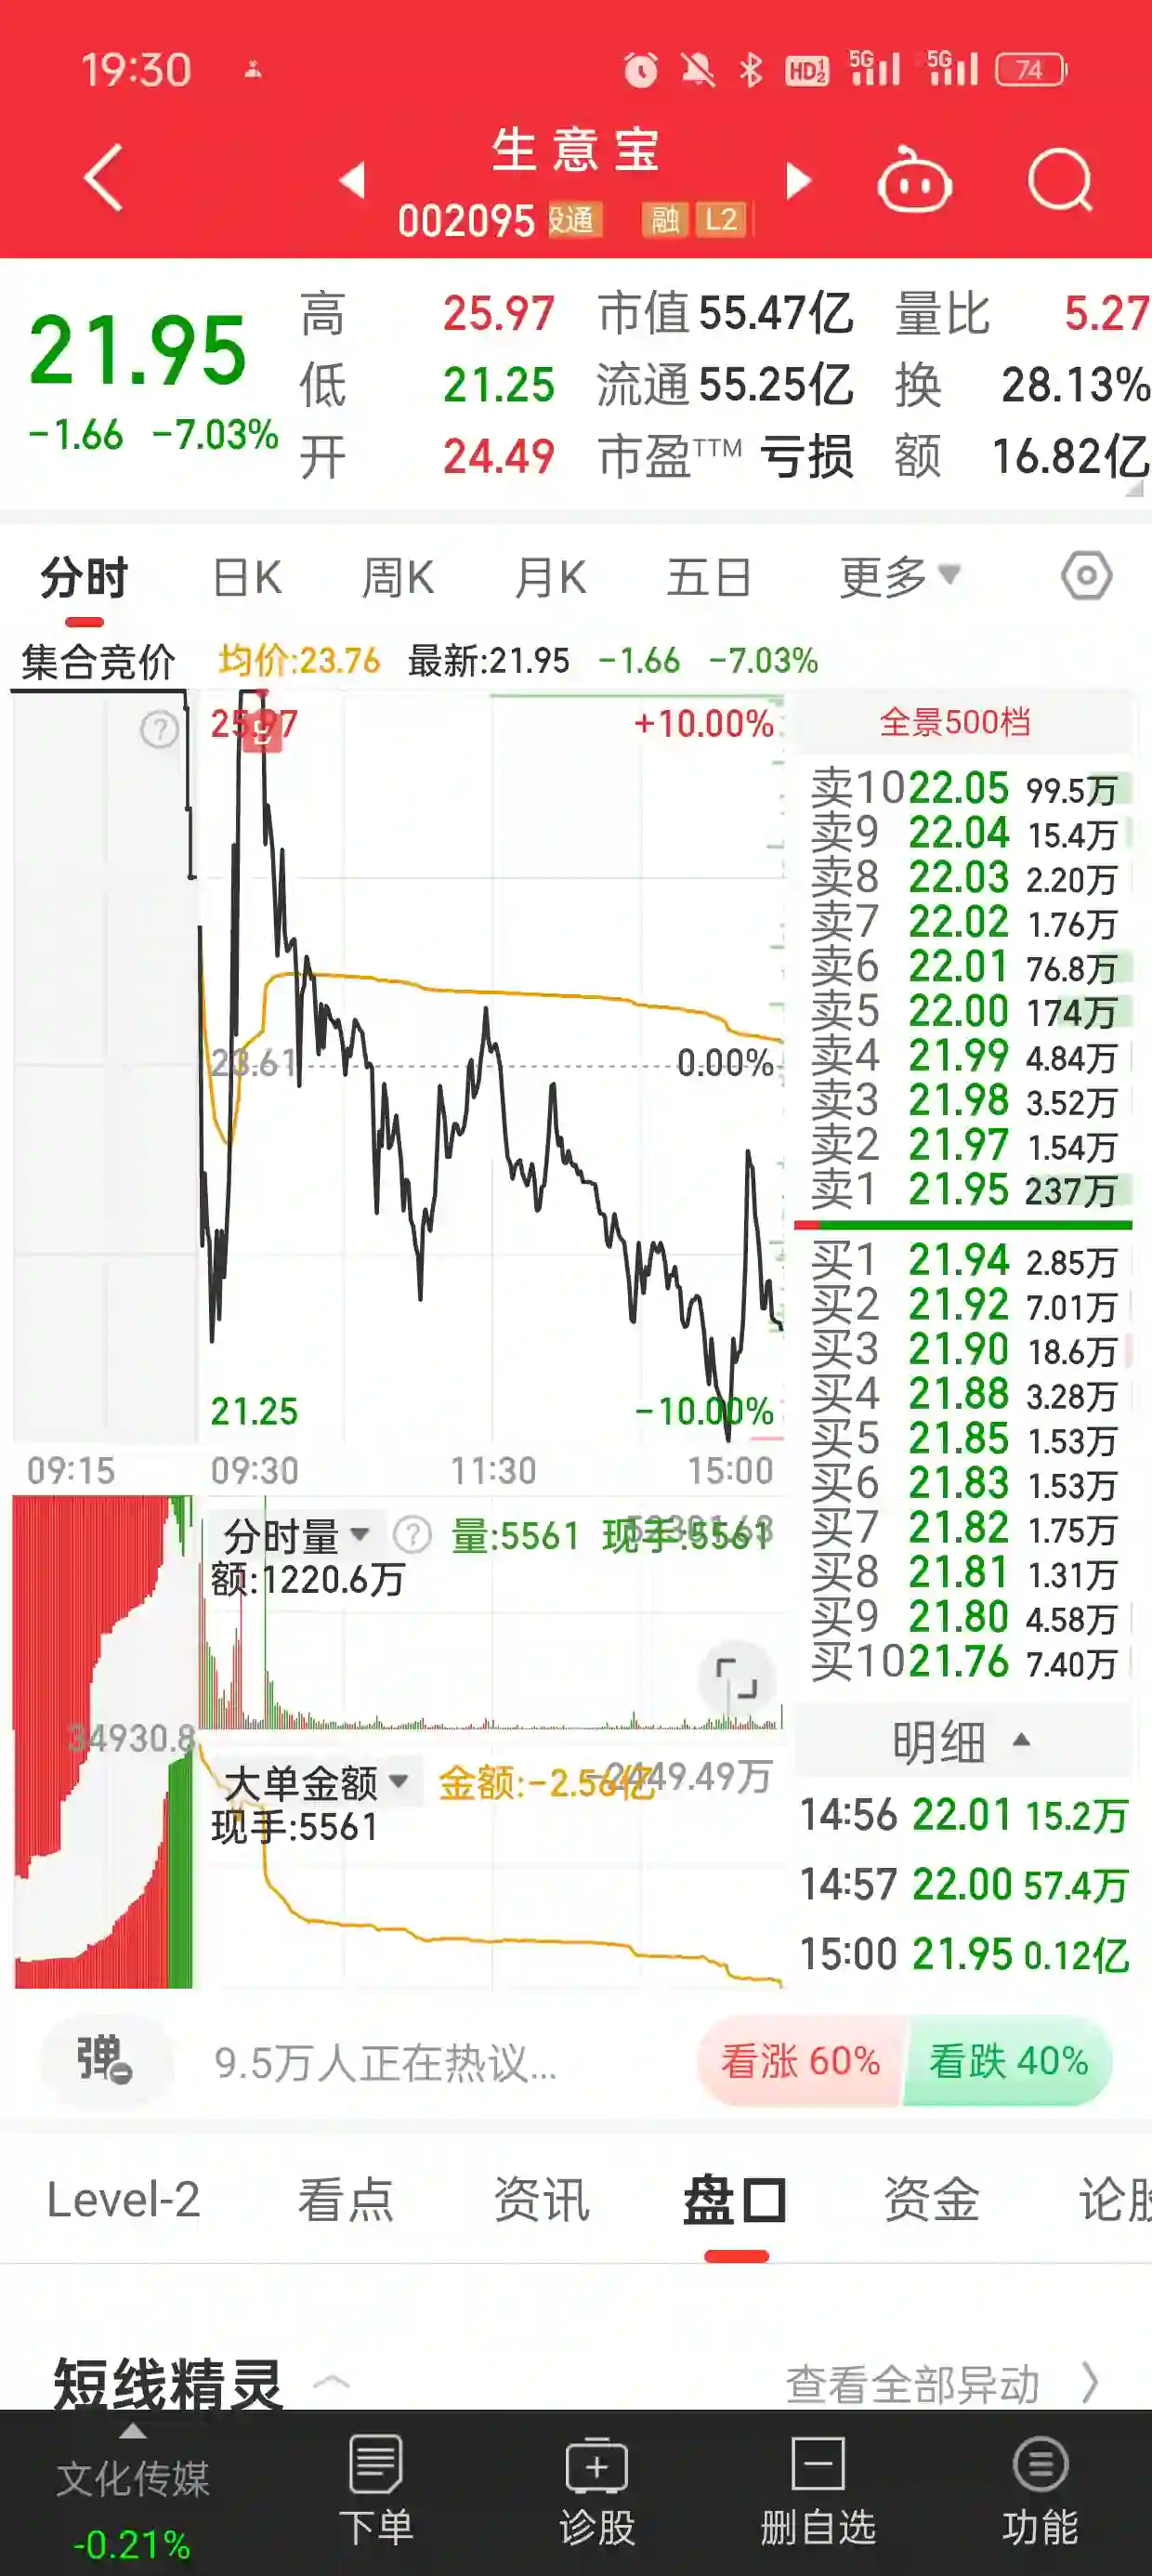 19:30 HD 1 2 5G 5G 74
生意宝
002095 通 融 L2
21.95
-1.66 -7.03%
高 25.97 市值 55.47亿 量比 5.27
低 21.25 流通 55.25亿 换 28.13%
开 24.49 市盈TTM 亏损 额 16.82亿
分时 日K 周K 月K 五日 更多
集合竞价 均价:23.76 最新:21.95 -1.66 -7.03%
25.97 +10.00%
23.61 0.00%
21.25 -10.00%
09:15 09:30 11:30 15:00
全景500档
卖10 22.05 99.5万
卖9 22.04 15.4万
卖8 22.03 2.20万
卖7 22.02 1.76万
卖6 22.01 76.8万
卖5 22.00 174万
卖4 21.99 4.84万
卖3 21.98 3.52万
卖2 21.97 1.54万
卖1 21.95 237万
买1 21.94 2.85万
买2 21.92 7.01万
买3 21.90 18.6万
买4 21.88 3.28万
买5 21.85 1.53万
买6 21.83 1.53万
买7 21.82 1.75万
买8 21.81 1.31万
买9 21.80 4.58万
买10 21.76 7.40万
分时量 ? 量:5561 现手:5561
额:1220.6万
34930.8
大单金额 金额:-2.56亿 -2449.49万
现手:5561
明细
14:56 22.01 15.2万
14:57 22.00 57.4万
15:00 21.95 0.12亿
弹 9.5万人正在热议... 看涨 60% 看跌 40%
Level-2 看点 资讯 盘口 资金 论股
短线精灵 查看全部异动
文化传媒 下单 诊股 删自选 功能
-0.21%